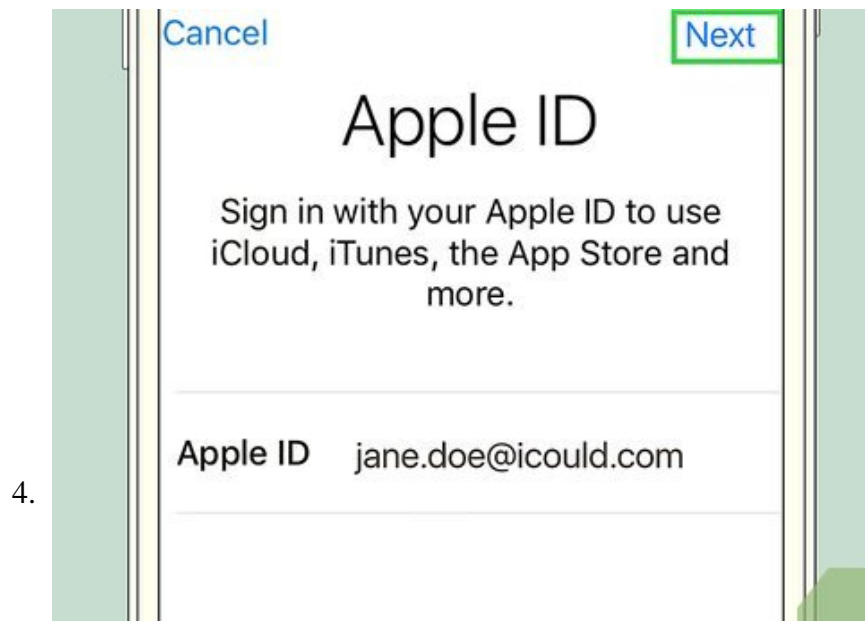 Cancel
Next
Apple ID
Sign in with your Apple ID to use
iCloud, iTunes, the App Store and
more.
Apple ID jane.doe@icould.com
4.